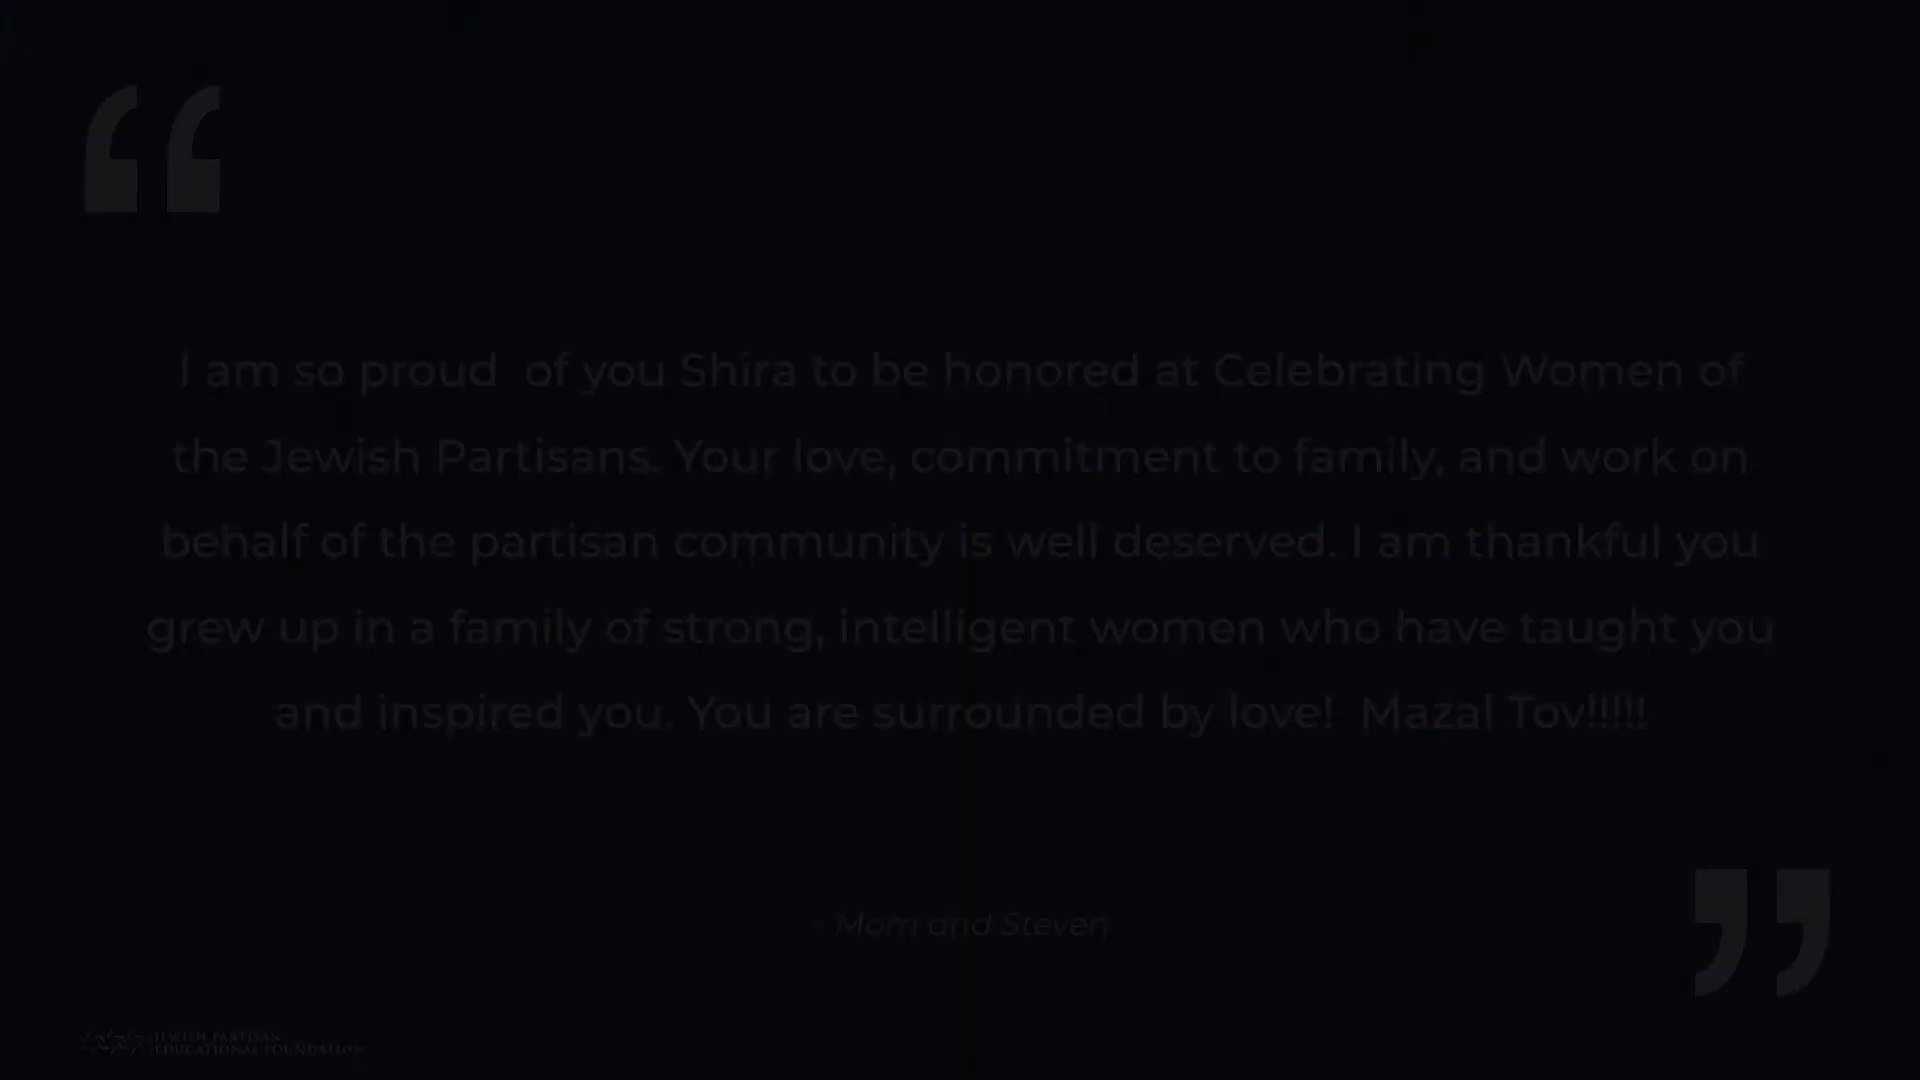 “
I am so proud  of you Shira to be honored at Celebrating Women of
the Jewish Partisans. Your love, commitment to family, and work on
behalf of the partisan community is well deserved. I am thankful you
grew up in a family of strong, intelligent women who have taught you
and inspired you. You are surrounded by love!  Mazal Tov!!!!!
- Mom and Steven
”
JEWISH PARTISAN
EDUCATIONAL FOUNDATION